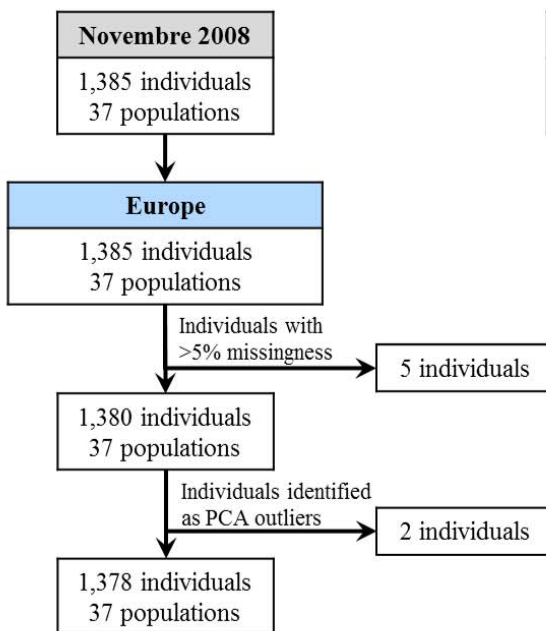 Novembre 2008
1,385 individuals
37 populations
Europe
1,385 individuals
37 populations
Individuals with
>5% missingness
5 individuals
1,380 individuals
37 populations
Individuals identified
as PCA outliers
2 individuals
1,378 individuals
37 populations